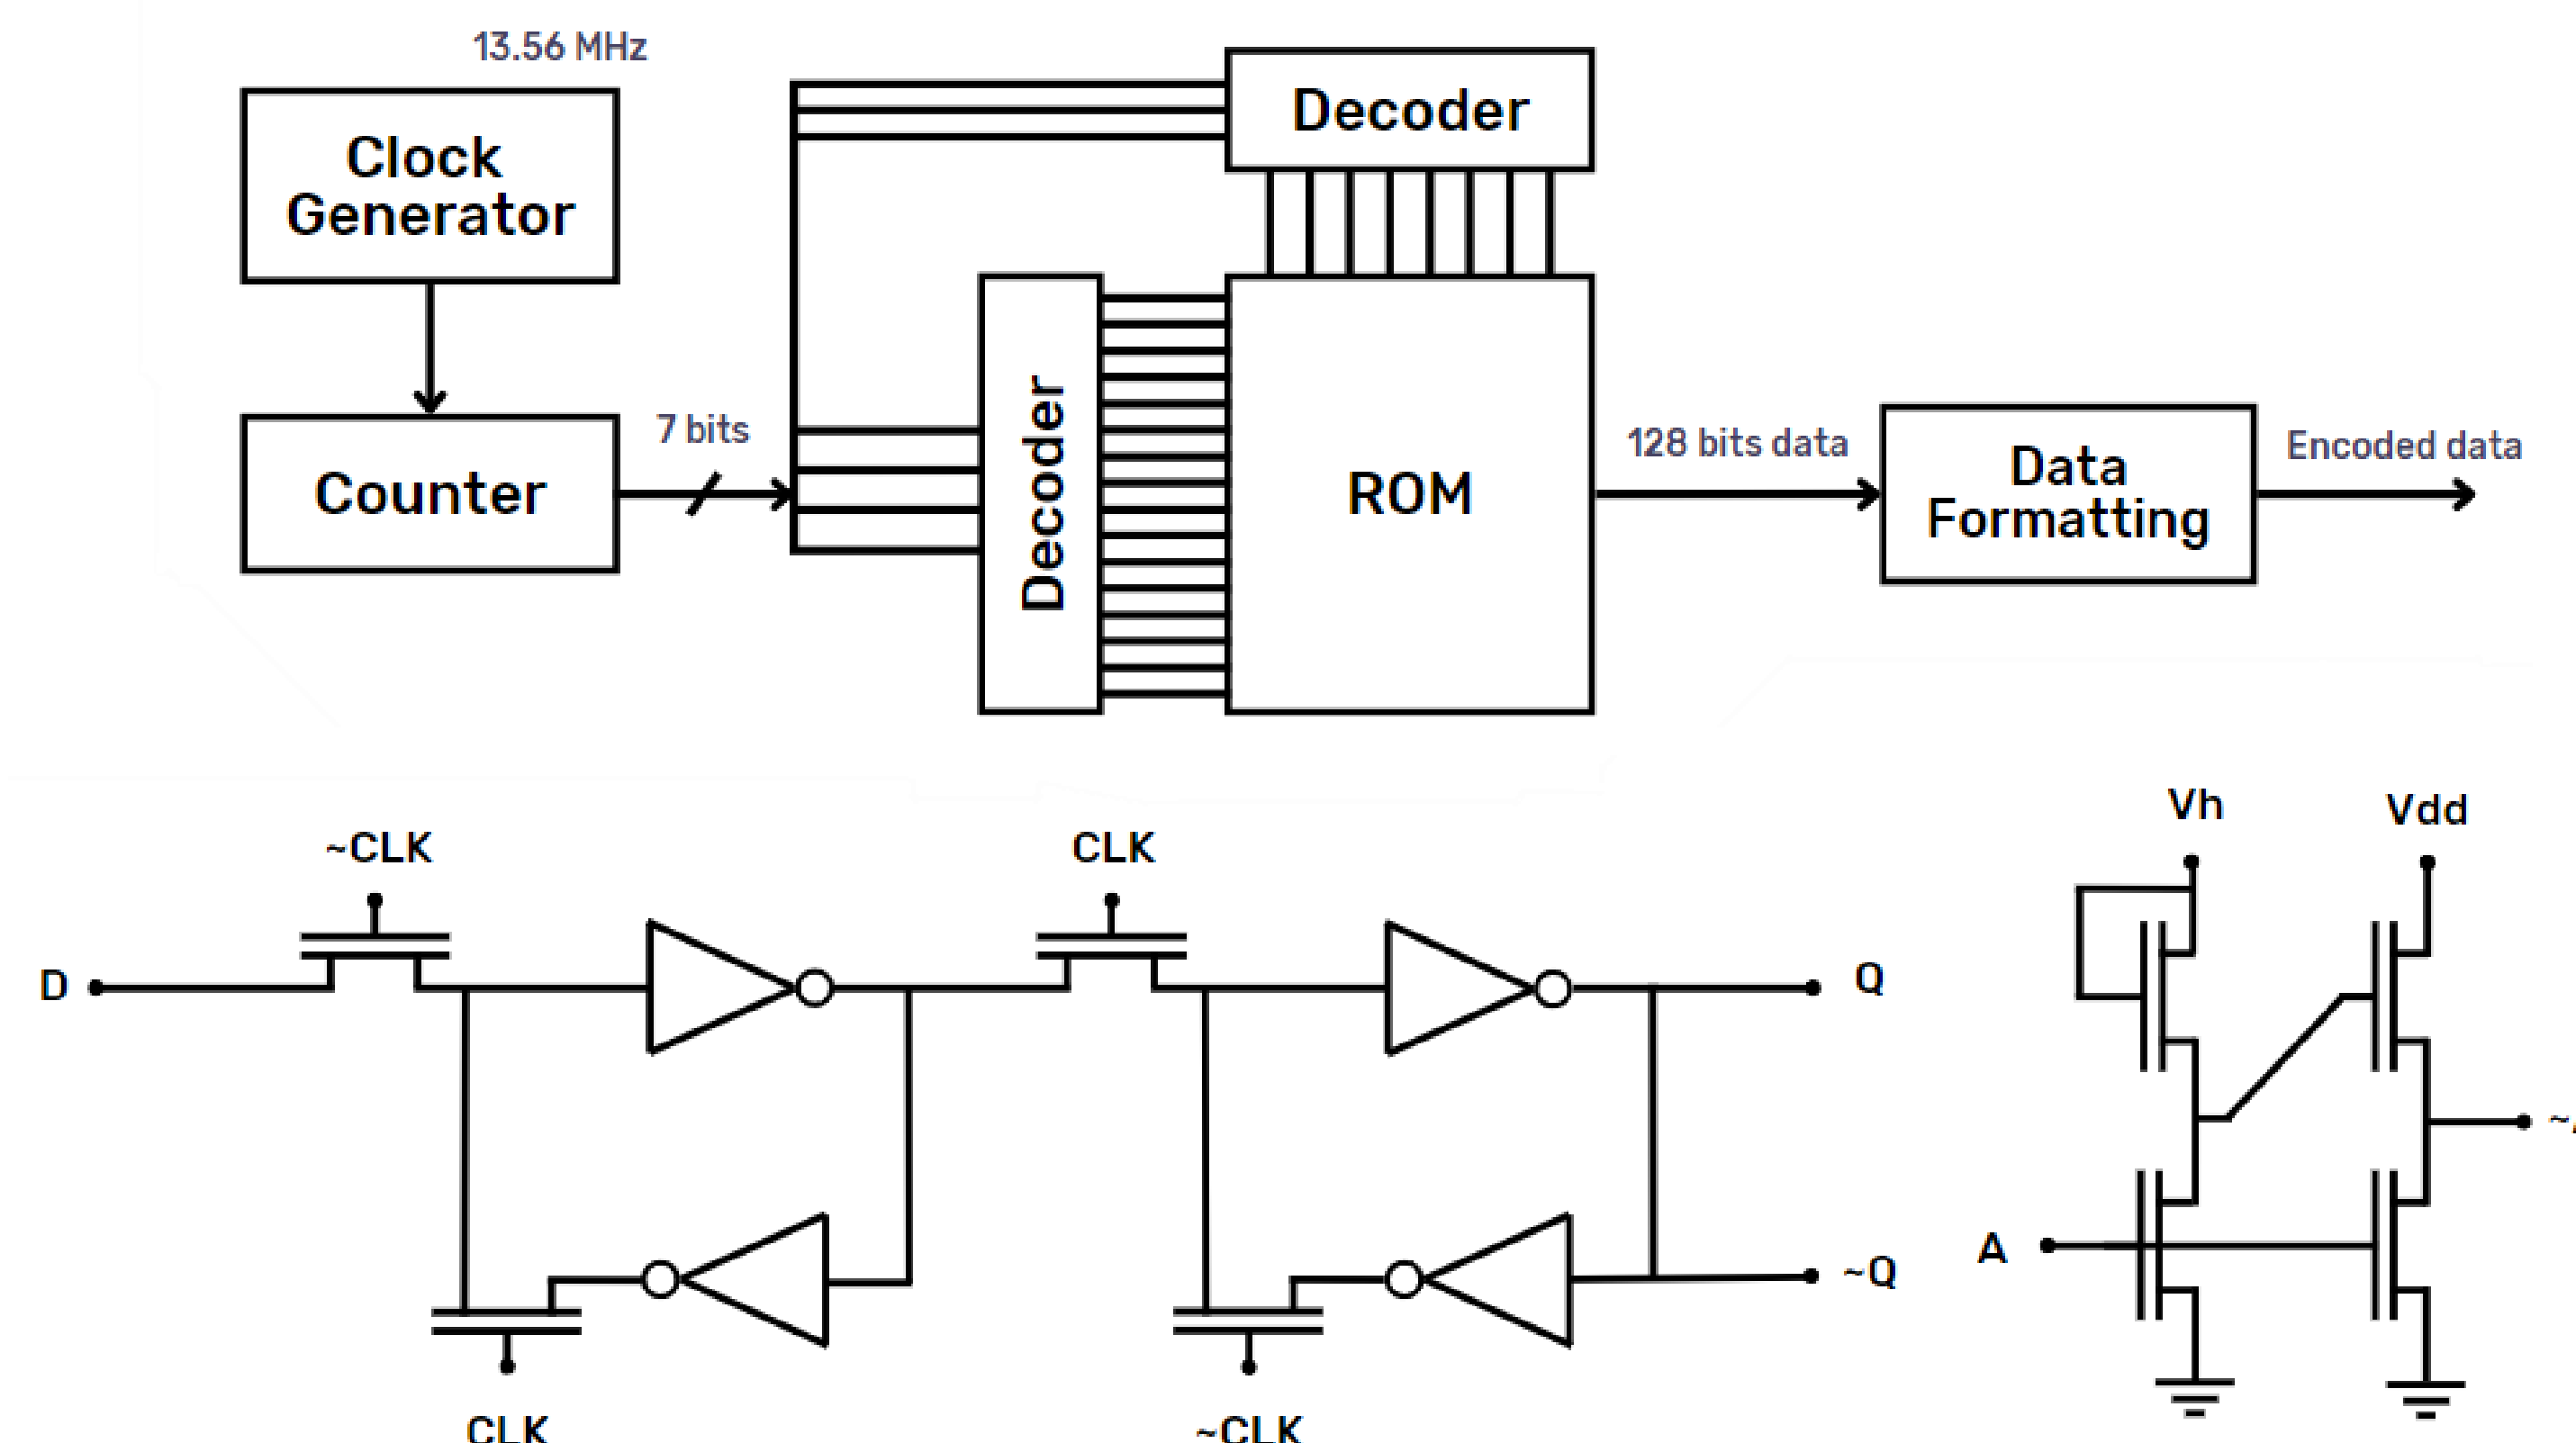 13.56 MHz
Clock
Generator
Decoder
Counter
7 bits
Decoder
ROM
128 bits data
Data
Formatting
Encoded data
~CLK
CLK
Vh
Vdd
D
Q
A
~Q
CLK
~CLK